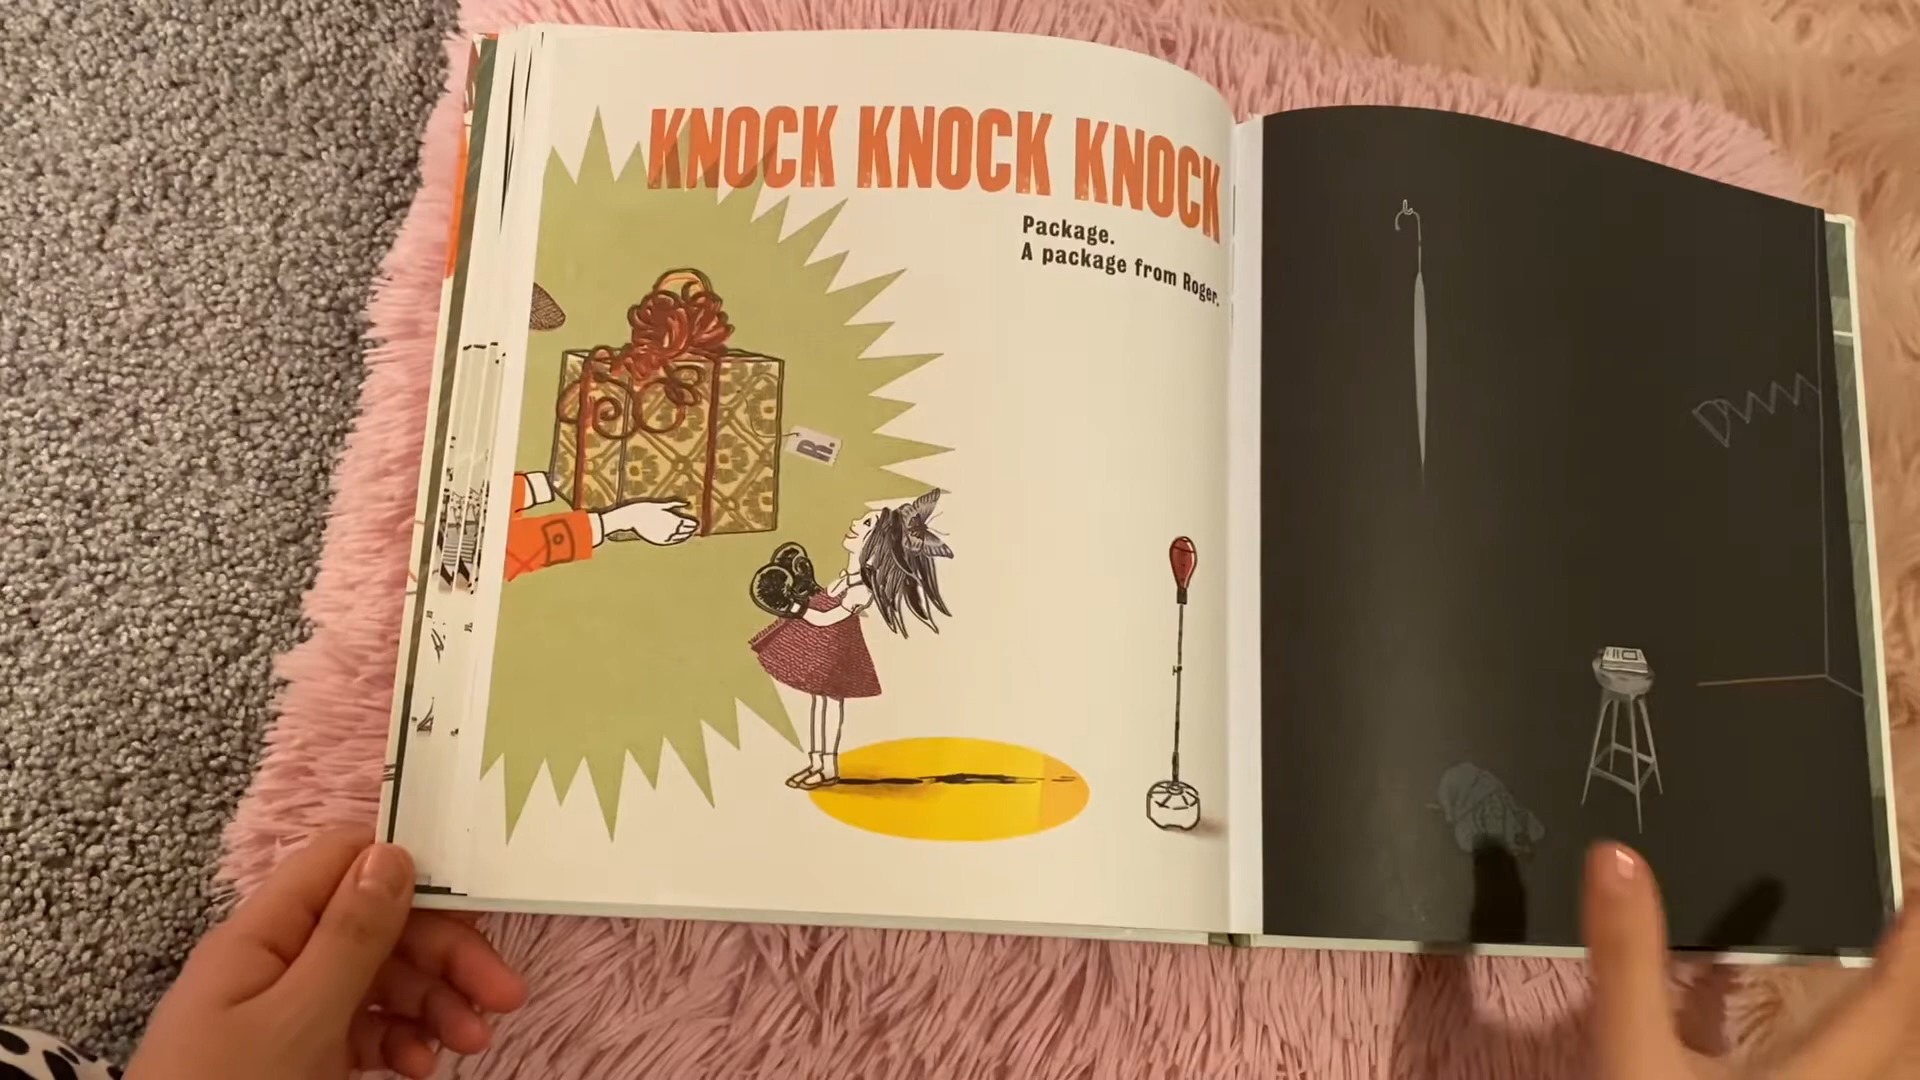 KNOCK KNOCK KNOCK
Package.
A package from Roger.
R.